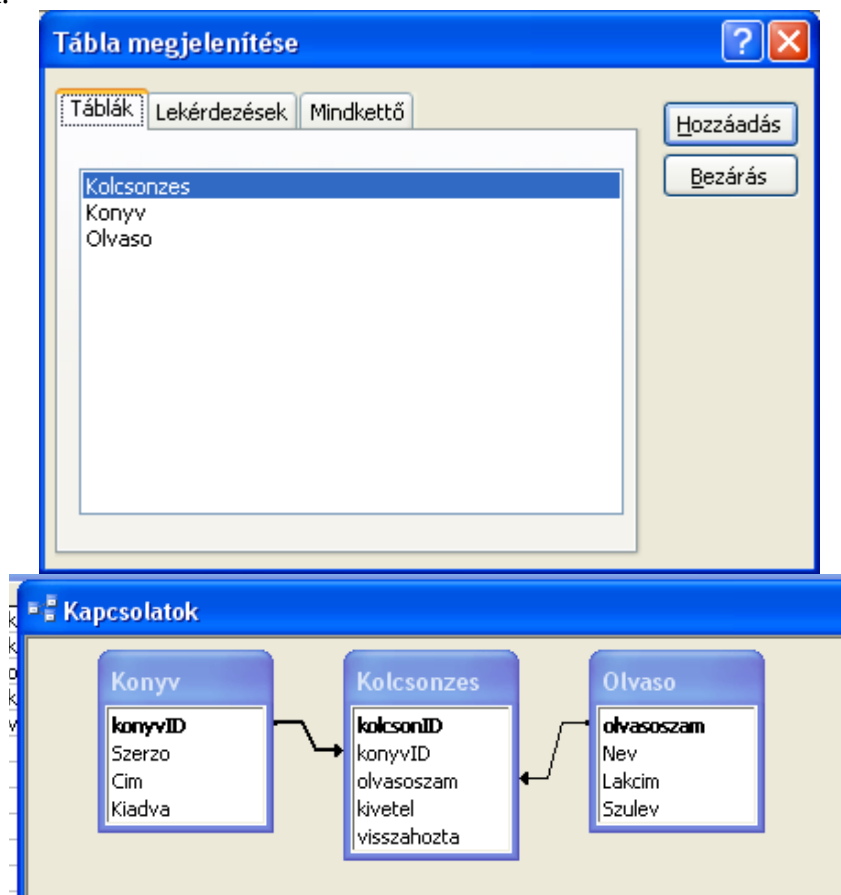 Tábla megjelenítése
Táblák Lekérdezések Mindkettő
Hozzáadás
Bezárás
Kolcsonzes
Konyv
Olvaso
Kapcsolatok
Konyv
konyvID
Szerzo
Cim
Kiadva
Kolcsonzes
kolcsonID
konyvID
olvasoszam
kivetel
visszahozta
Olvaso
olvasoszam
Nev
Lakcim
Szulev